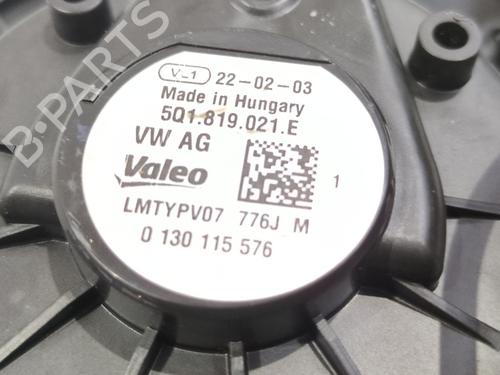 VL1 22-02-03
Made in Hungary
5Q1.819.021.E
VW AG
Valeo
1
LMTYPV07 776J M
0 130 115 576
B-PARTS